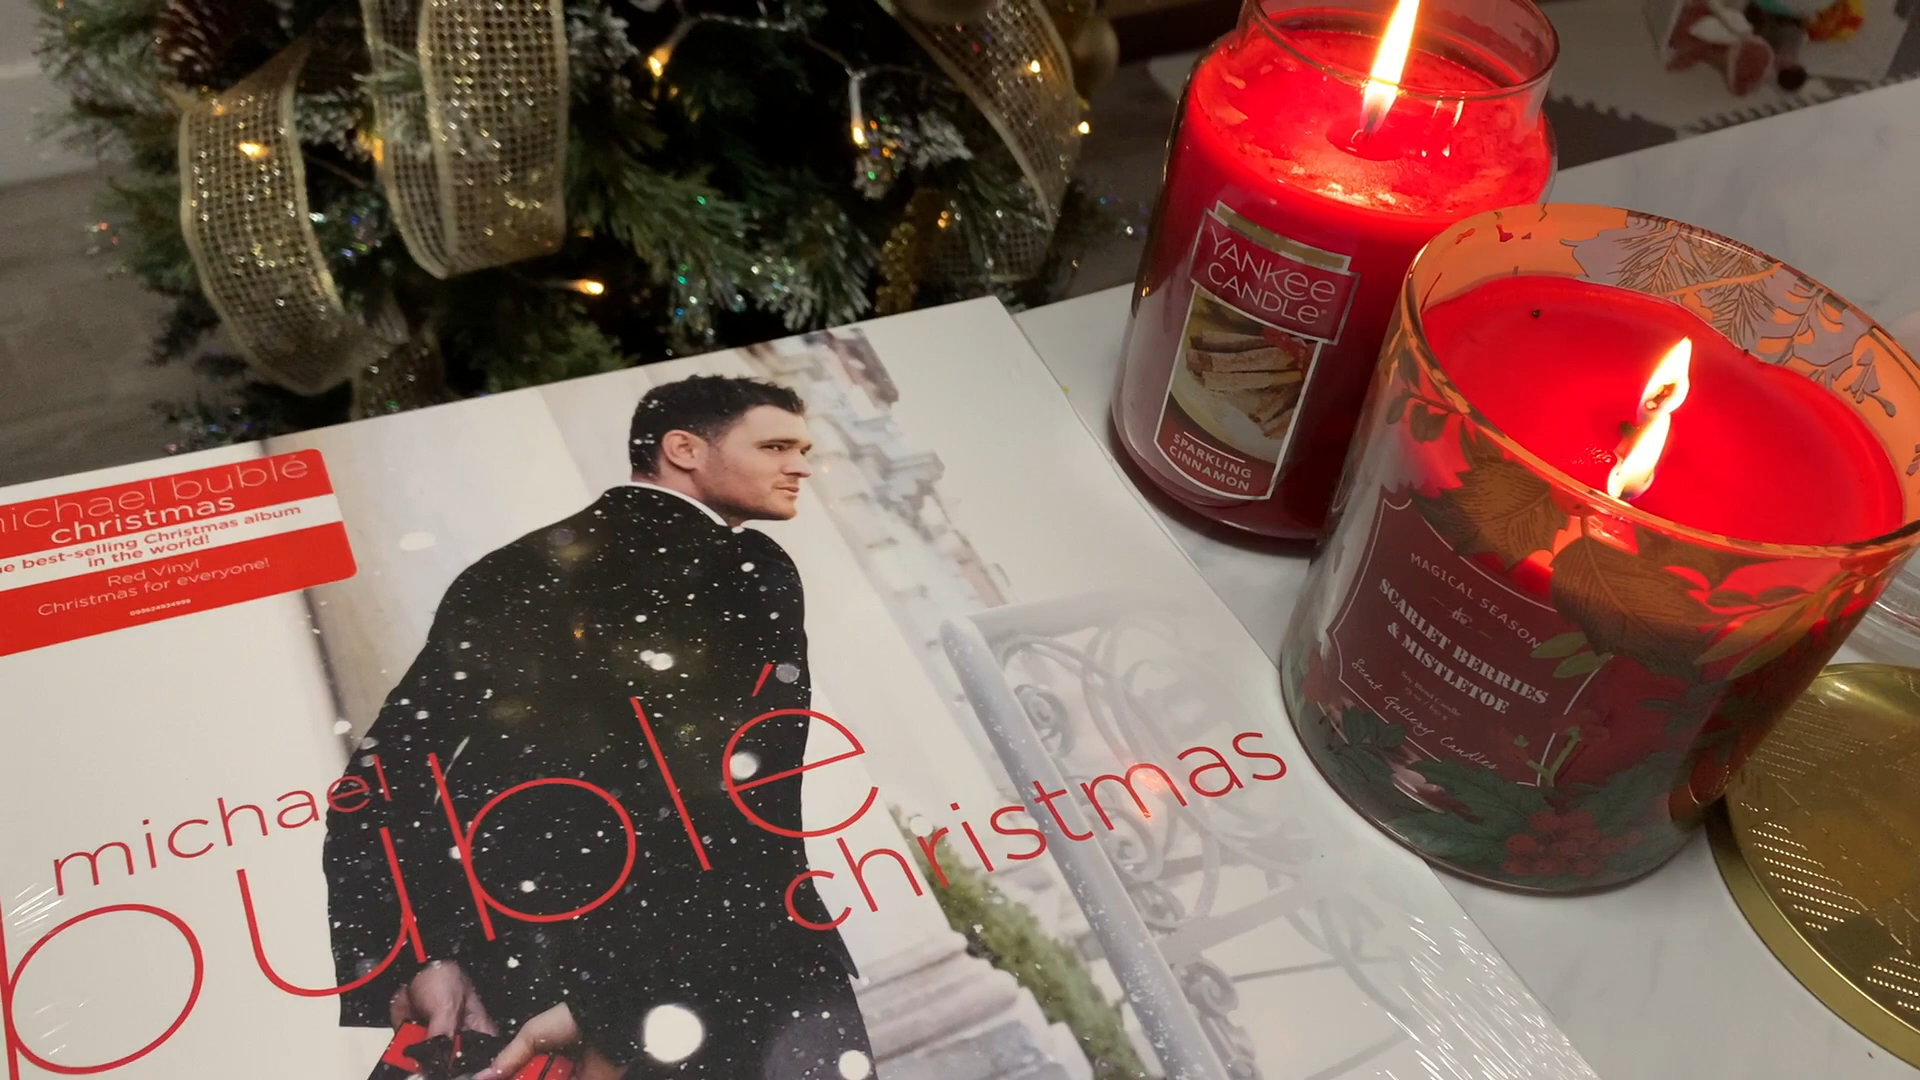 michael bublé
christmas
best-selling Christmas album
in the world!
Red Vinyl
Christmas for everyone!
michael
bublé
christmas
YANKEE
CANDLE
SPARKLING
CINNAMON
MAGICAL SEASON
SCARLET BERRIES
& MISTLETOE
Scent Gallery Candles